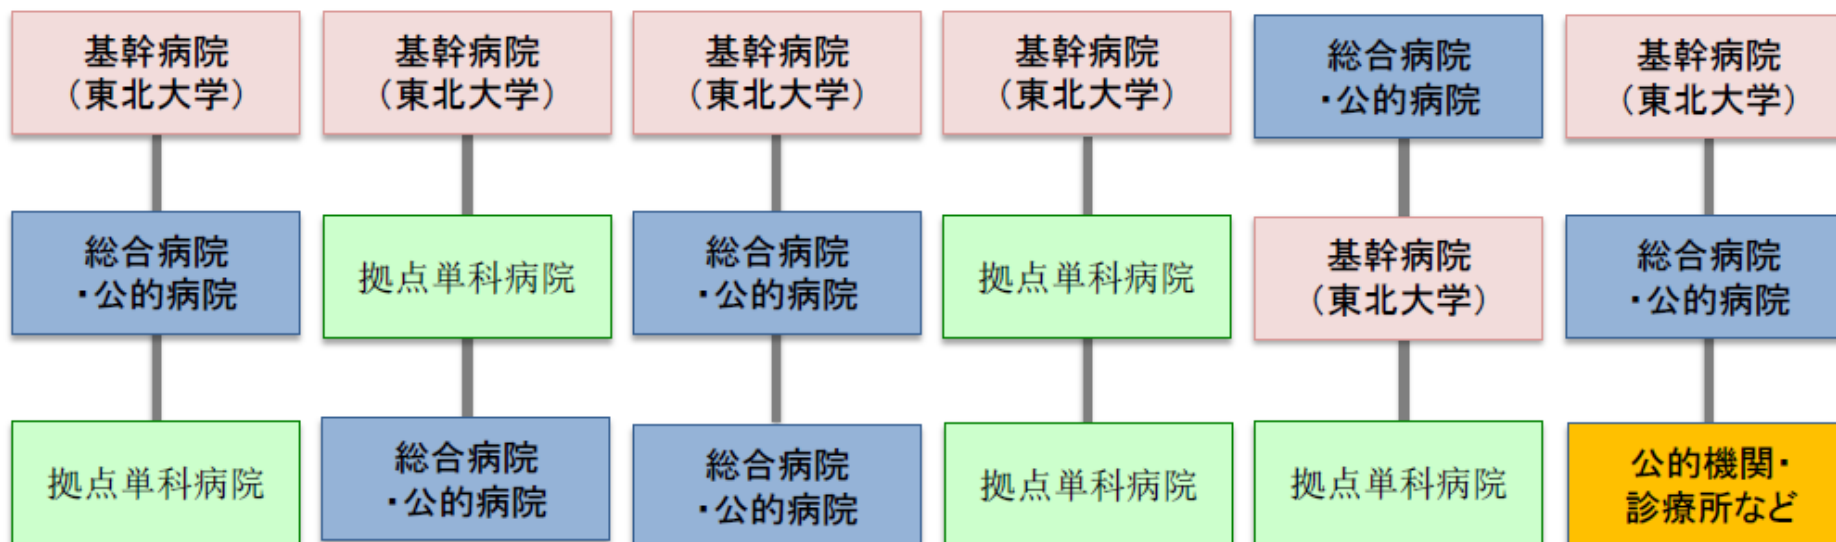 基幹病院
（東北大学）
基幹病院
（東北大学）
基幹病院
（東北大学）
基幹病院
（東北大学）
総合病院
・公的病院
基幹病院
（東北大学）
総合病院
・公的病院
拠点単科病院
総合病院
・公的病院
拠点単科病院
基幹病院
（東北大学）
総合病院
・公的病院
拠点単科病院
総合病院
・公的病院
総合病院
・公的病院
拠点単科病院
拠点単科病院
公的機関・
診療所など